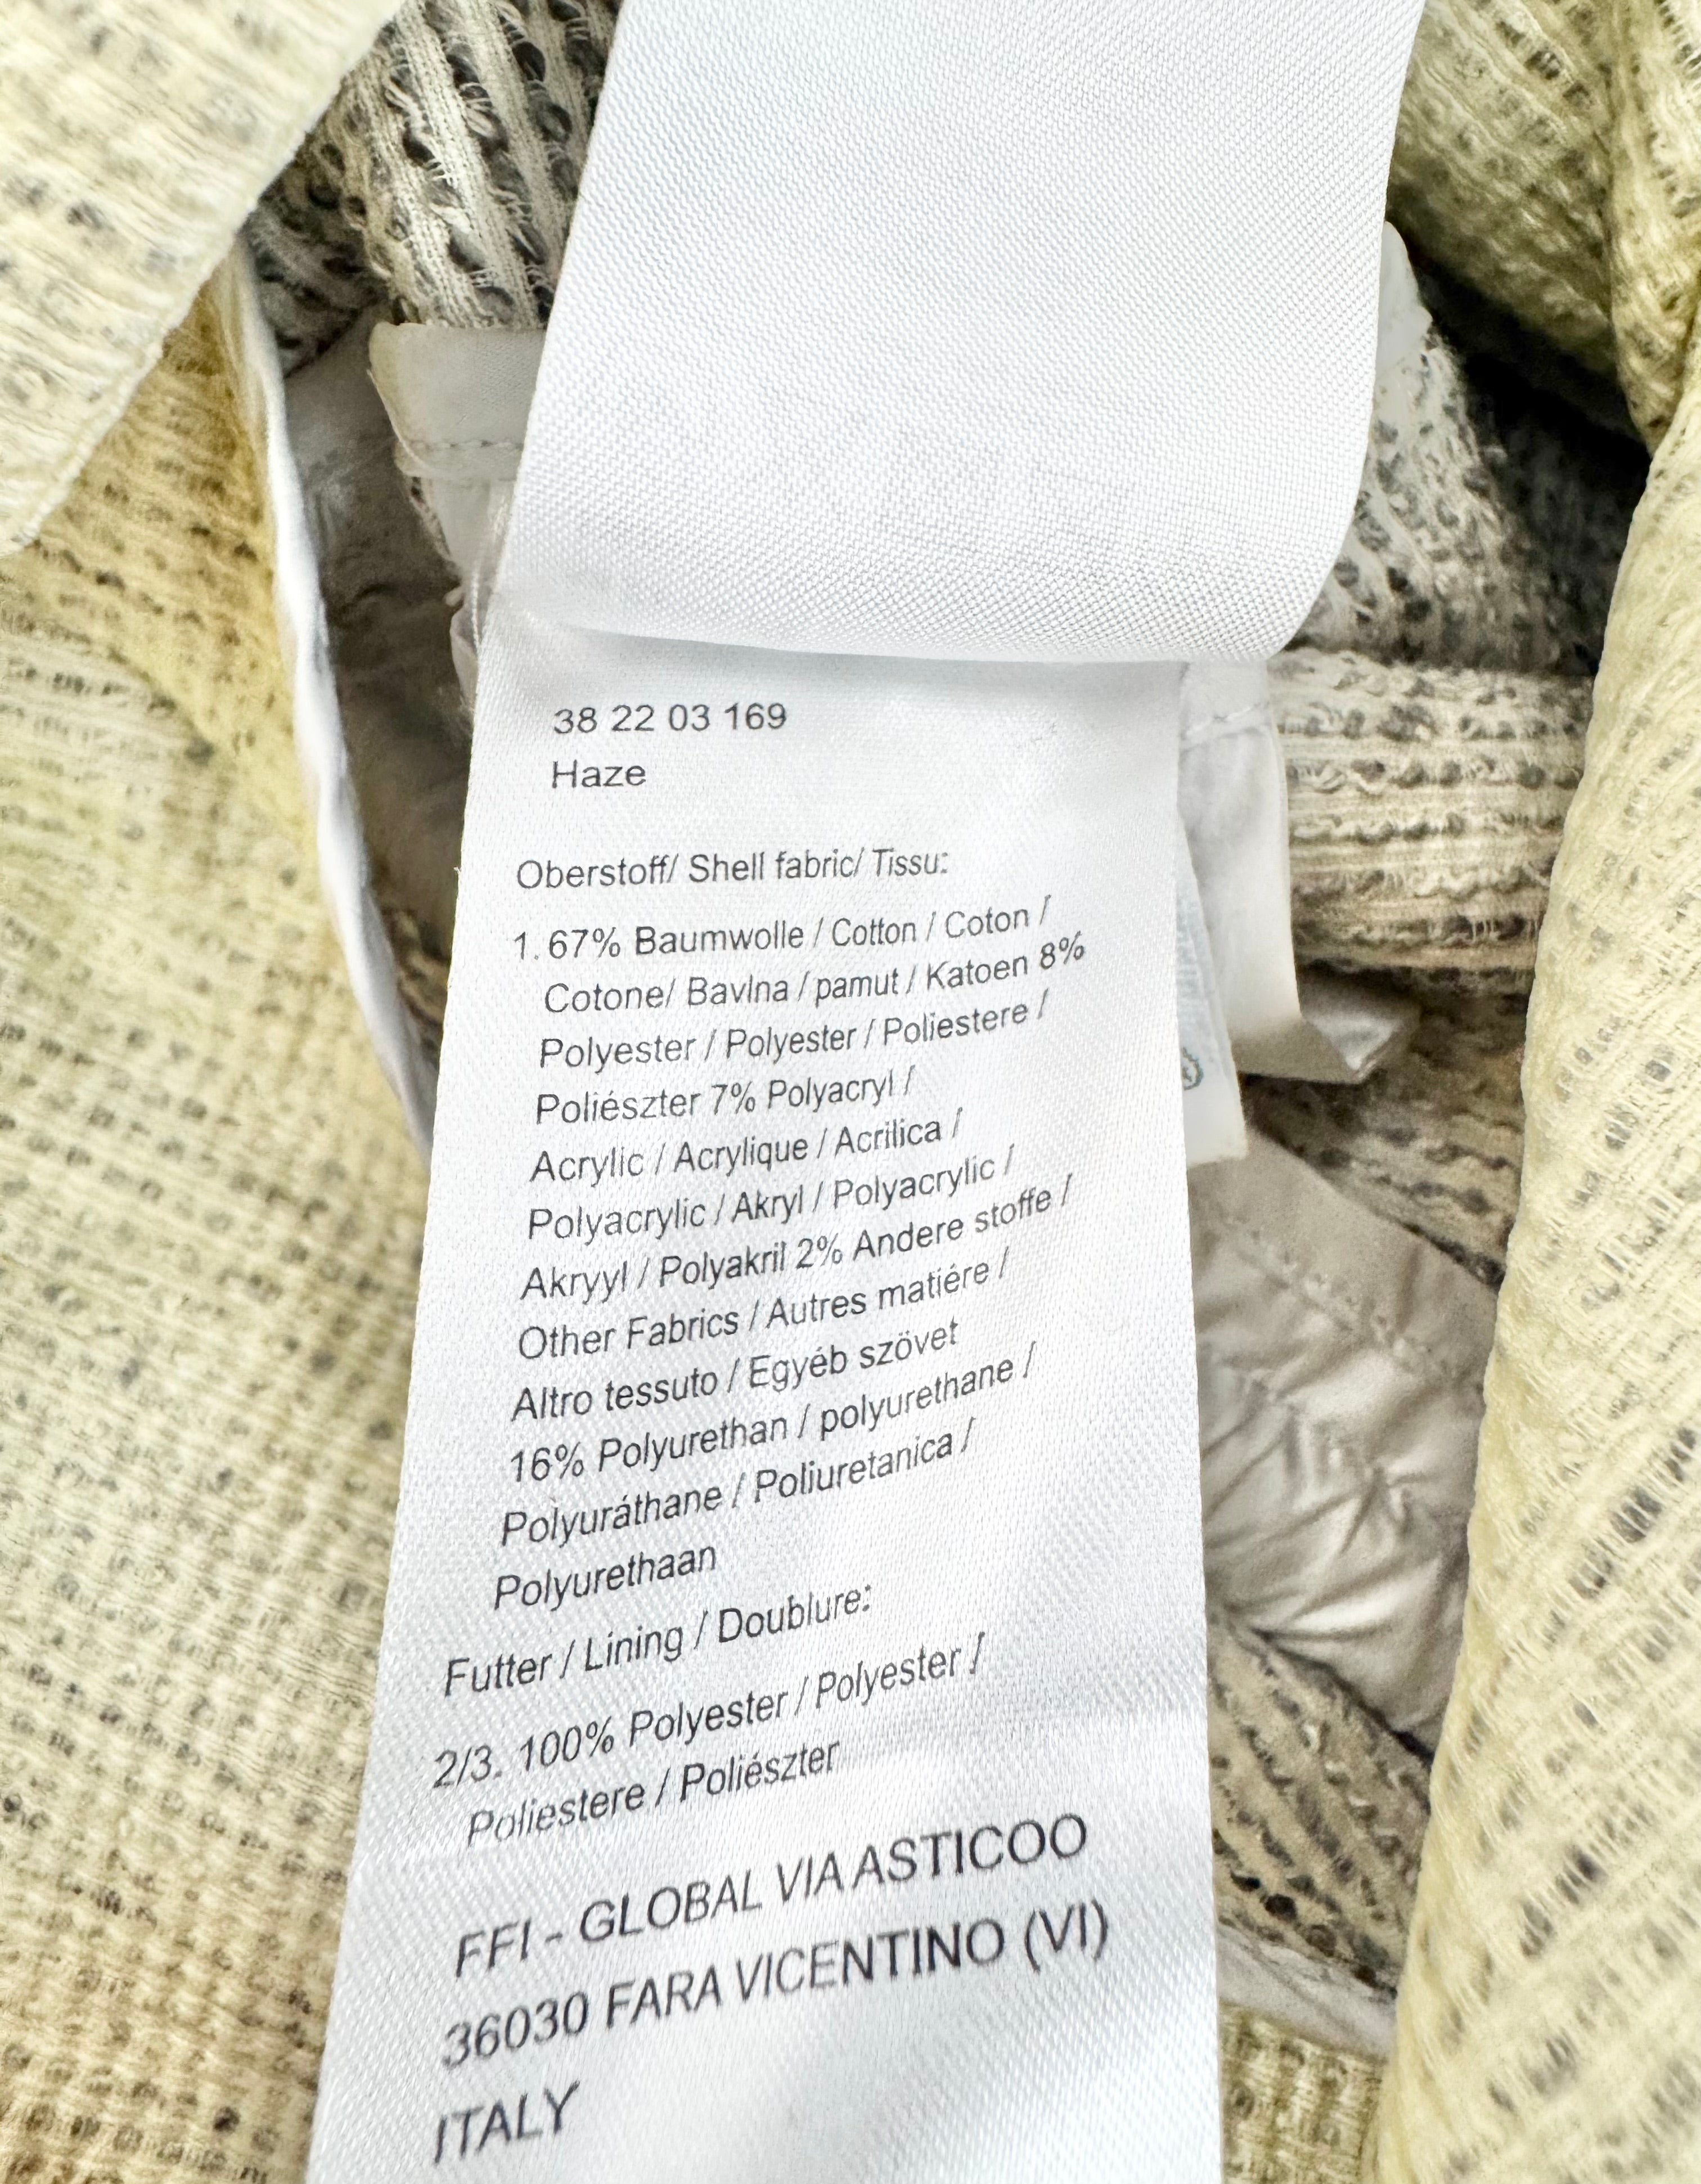 38 22 03 169
Haze
Oberstoff/ Shell fabric/ Tissu:
1. 67% Baumwolle / Cotton / Coton /
Cotone/ Bavlna / pamut / Katoen 8%
Polyester / Polyester / Poliestere /
Poliészter 7% Polyacryl /
Acrylic / Acrylique / Acrilica /
Polyacrylic / Akryl / Polyacrylic /
Akryyl / Polyakril 2% Andere stoffe /
Other Fabrics / Autres matiére /
Altro tessuto / Egyéb szövet
16% Polyurethan / polyurethane /
Polyuráthane / Poliuretanica /
Polyurethaan
Futter / Lining / Doublure:
2/3. 100% Polyester / Polyester /
Poliestere / Poliészter
FFI - GLOBAL VIA ASTICOO
36030 FARA VICENTINO (VI)
ITALY